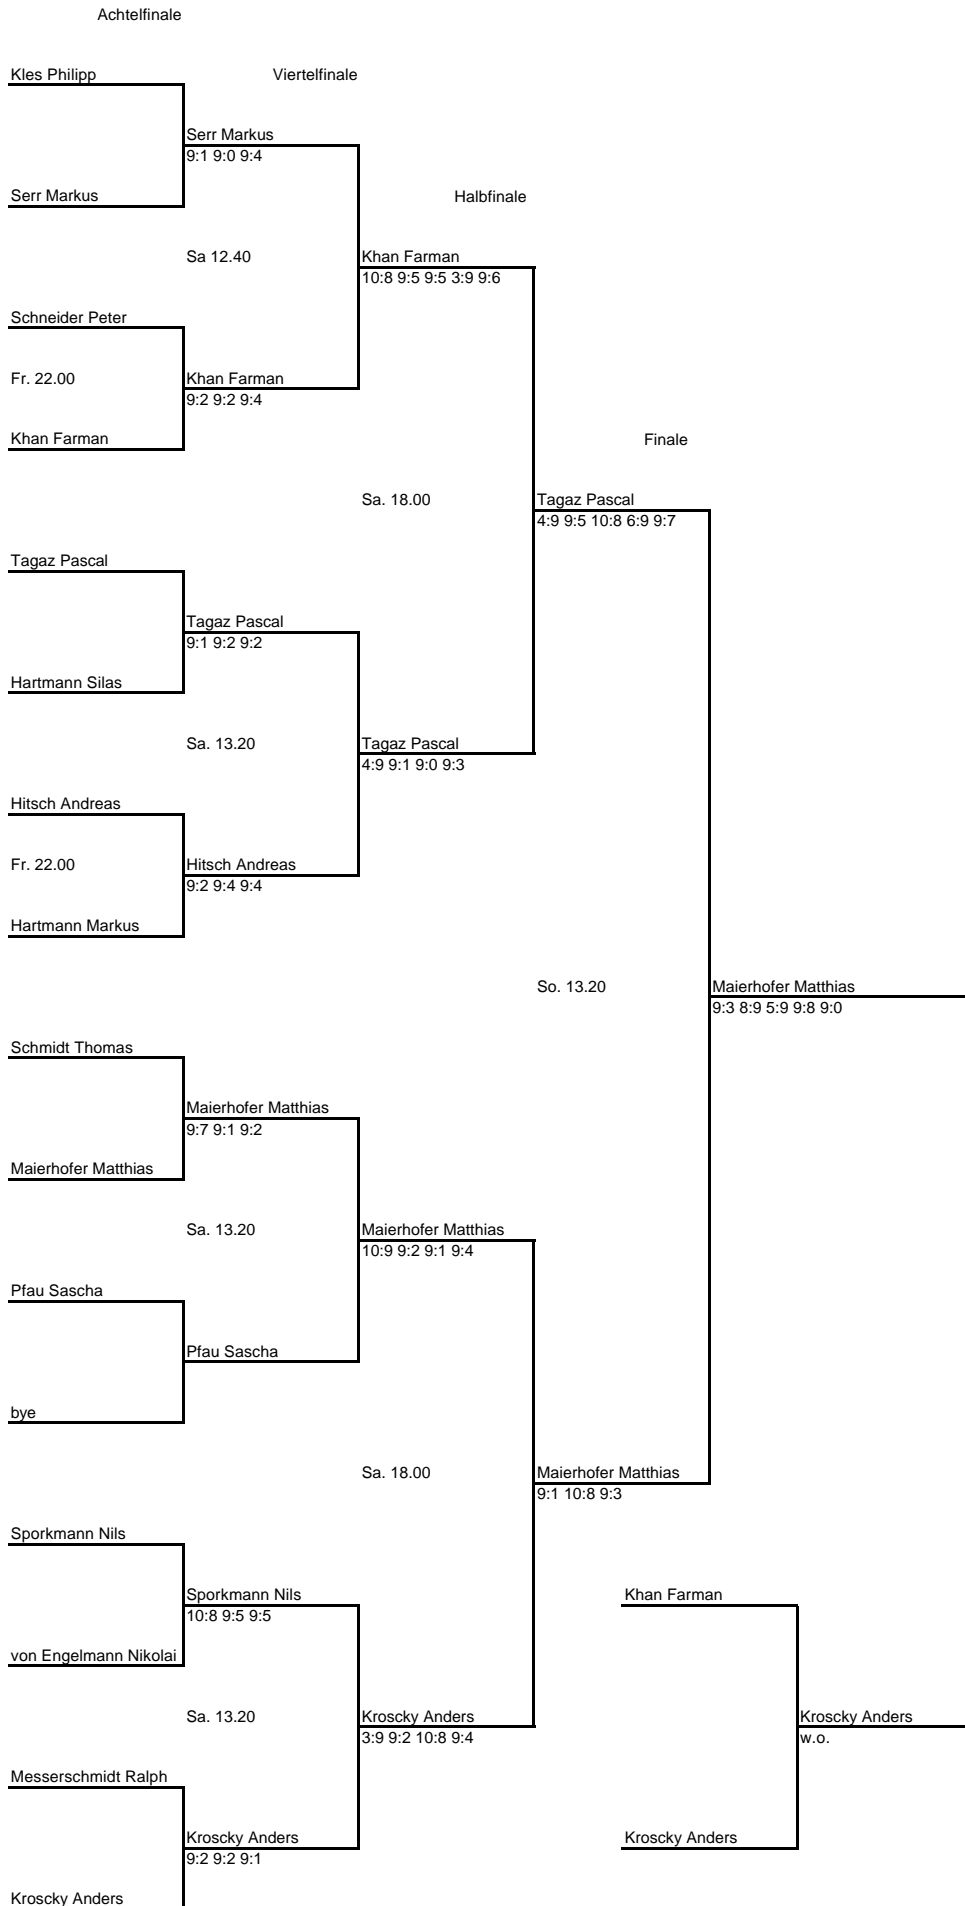 Achtelfinale
Kles Philipp
Viertelfinale
Serr Markus
9:1 9:0 9:4
Serr Markus
Halbfinale
Sa 12.40
Khan Farman
10:8 9:5 9:5 3:9 9:6
Schneider Peter
Fr. 22.00
Khan Farman
9:2 9:2 9:4
Khan Farman
Finale
Sa. 18.00
Tagaz Pascal
4:9 9:5 10:8 6:9 9:7
Tagaz Pascal
Tagaz Pascal
9:1 9:2 9:2
Hartmann Silas
Sa. 13.20
Tagaz Pascal
4:9 9:1 9:0 9:3
Hitsch Andreas
Fr. 22.00
Hitsch Andreas
9:2 9:4 9:4
Hartmann Markus
So. 13.20
Maierhofer Matthias
9:3 8:9 5:9 9:8 9:0
Schmidt Thomas
Maierhofer Matthias
9:7 9:1 9:2
Maierhofer Matthias
Sa. 13.20
Maierhofer Matthias
10:9 9:2 9:1 9:4
Pfau Sascha
Pfau Sascha
bye
Sa. 18.00
Maierhofer Matthias
9:1 10:8 9:3
Sporkmann Nils
Sporkmann Nils
10:8 9:5 9:5
Khan Farman
von Engelmann Nikolai
Sa. 13.20
Kroscky Anders
3:9 9:2 10:8 9:4
Kroscky Anders
w.o.
Messerschmidt Ralph
Kroscky Anders
9:2 9:2 9:1
Kroscky Anders
Kroscky Anders